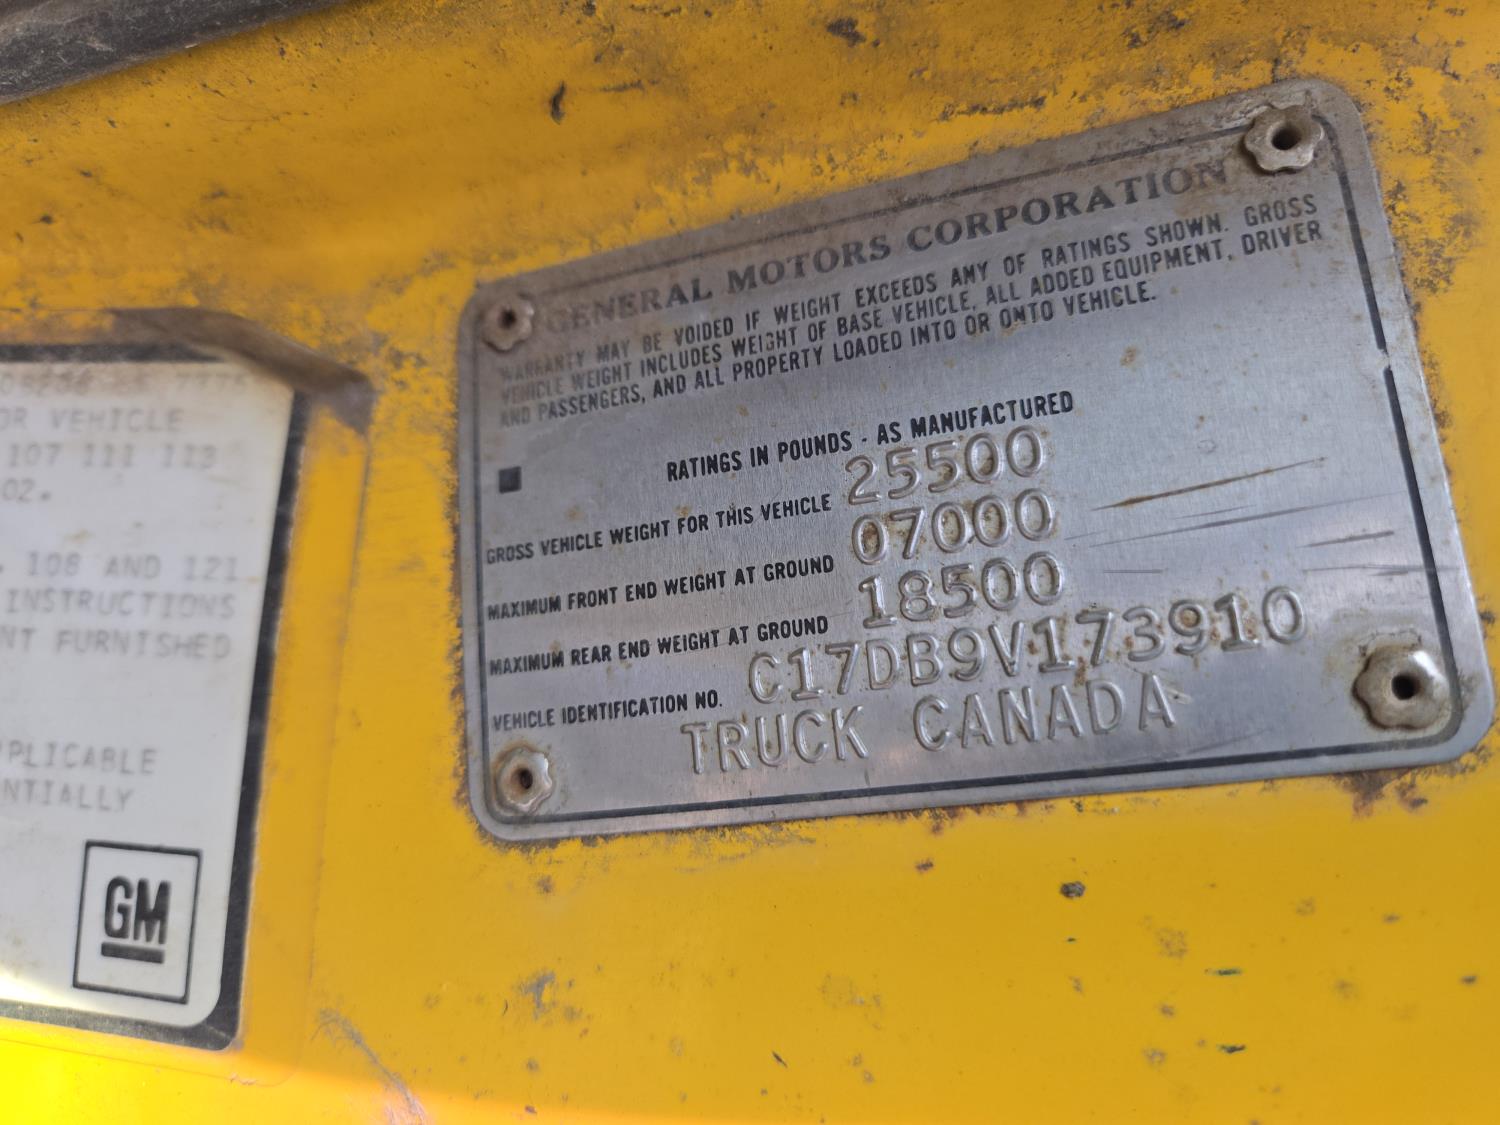 GENERAL MOTORS CORPORATION
WARRANTY MAY BE VOIDED IF WEIGHT EXCEEDS ANY OF RATINGS SHOWN. GROSS
VEHICLE WEIGHT INCLUDES WEIGHT OF BASE VEHICLE, ALL ADDED EQUIPMENT, DRIVER
AND PASSENGERS, AND ALL PROPERTY LOADED INTO OR ONTO VEHICLE.
RATINGS IN POUNDS - AS MANUFACTURED
GROSS VEHICLE WEIGHT FOR THIS VEHICLE 25500
MAXIMUM FRONT END WEIGHT AT GROUND 07000
MAXIMUM REAR END WEIGHT AT GROUND 18500
VEHICLE IDENTIFICATION NO. C17DB9V173910
TRUCK CANADA
OR VEHICLE
107 111 113
02.
108 AND 121
INSTRUCTIONS
NT FURNISHED
PPLICABLE
NTIALLY
GM